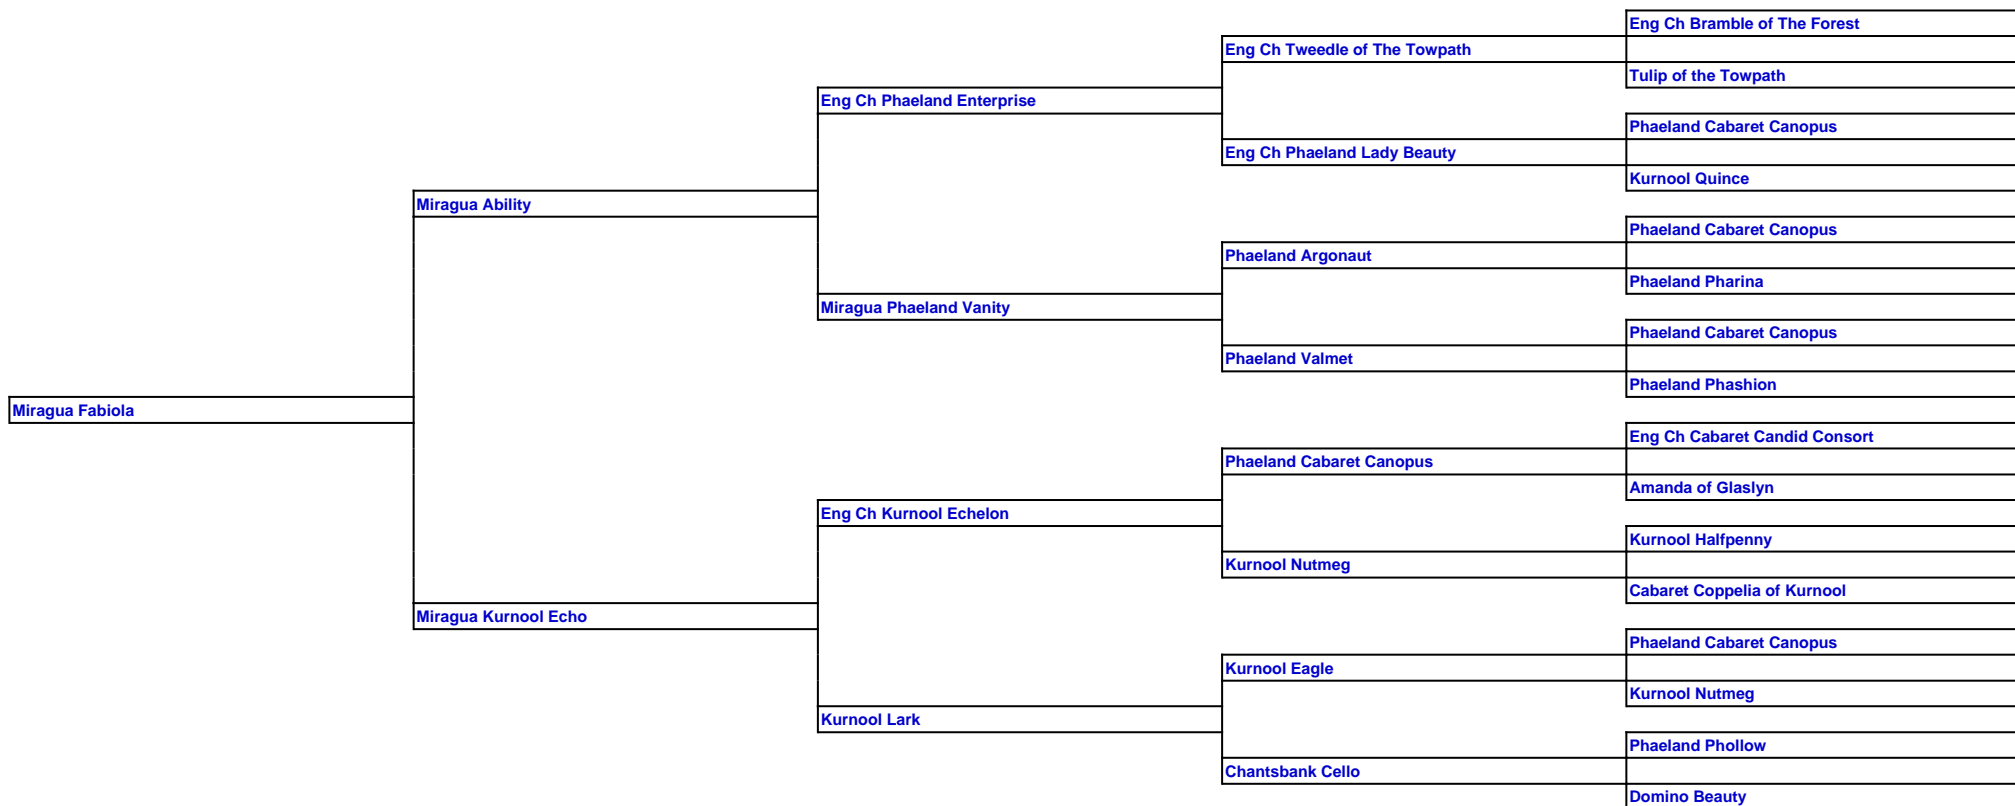 Eng Ch Bramble of The Forest
Eng Ch Tweedle of The Towpath
Tulip of the Towpath
Eng Ch Phaeland Enterprise
Phaeland Cabaret Canopus
Eng Ch Phaeland Lady Beauty
Kurnool Quince
Miragua Ability
Phaeland Cabaret Canopus
Phaeland Argonaut
Phaeland Pharina
Miragua Phaeland Vanity
Phaeland Cabaret Canopus
Phaeland Valmet
Phaeland Phashion
Miragua Fabiola
Eng Ch Cabaret Candid Consort
Phaeland Cabaret Canopus
Amanda of Glaslyn
Eng Ch Kurnool Echelon
Kurnool Halfpenny
Kurnool Nutmeg
Cabaret Coppelia of Kurnool
Miragua Kurnool Echo
Phaeland Cabaret Canopus
Kurnool Eagle
Kurnool Nutmeg
Kurnool Lark
Phaeland Phollow
Chantsbank Cello
Domino Beauty